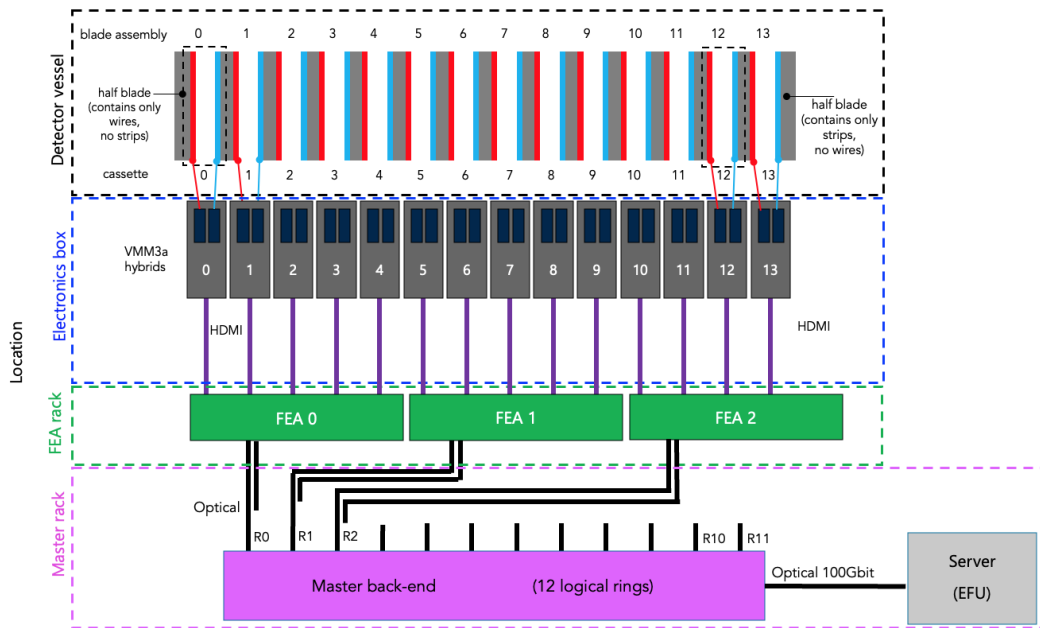 blade assembly 0 1 2 3 4 5 6 7 8 9 10 11 12 13
half blade
(contains only
wires,
no strips)
half blade
(contains only
strips,
no wires)
cassette 0 1 2 3 4 5 6 7 8 9 10 11 12 13
Detector vessel
VMM3a
hybrids
0 1 2 3 4 5 6 7 8 9 10 11 12 13
HDMI
HDMI
Electronics box
Location
FEA rack
FEA 0
FEA 1
FEA 2
Master rack
Optical
R0 R1 R2 R10 R11
Master back-end (12 logical rings)
Optical 100Gbit
Server
(EFU)